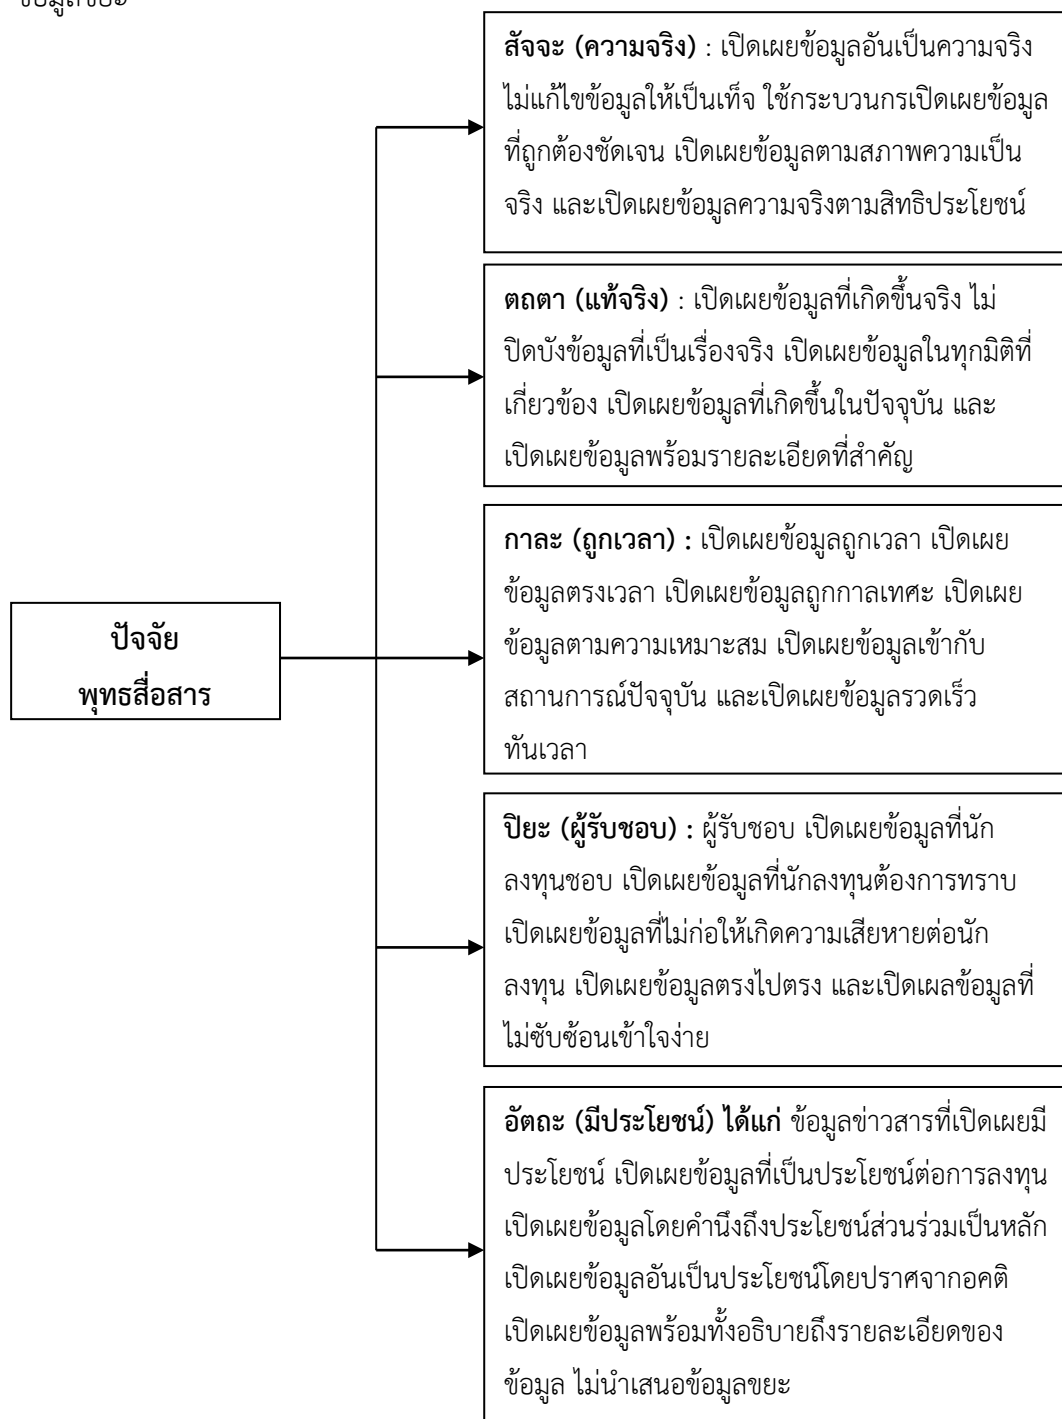 ข้อมูลขยะ
สัจจะ (ความจริง) : เปิดเผยข้อมูลอันเป็นความจริง
ไม่แก้ไขข้อมูลให้เป็นเท็จ ใช้กระบวนกรเปิดเผยข้อมูล
ที่ถูกต้องชัดเจน เปิดเผยข้อมูลตามสภาพความเป็น
จริง และเปิดเผยข้อมูลความจริงตามสิทธิประโยชน์
ตถตา (แท้จริง) : เปิดเผยข้อมูลที่เกิดขึ้นจริง ไม่
ปิดบังข้อมูลที่เป็นเรื่องจริง เปิดเผยข้อมูลในทุกมิติที่
เกี่ยวข้อง เปิดเผยข้อมูลที่เกิดขึ้นในปัจจุบัน และ
เปิดเผยข้อมูลพร้อมรายละเอียดที่สำคัญ
กาละ (ถูกเวลา) : เปิดเผยข้อมูลถูกเวลา เปิดเผย
ข้อมูลตรงเวลา เปิดเผยข้อมูลถูกกาลเทศะ เปิดเผย
ข้อมูลตามความเหมาะสม เปิดเผยข้อมูลเข้ากับ
สถานการณ์ปัจจุบัน และเปิดเผยข้อมูลรวดเร็ว
ทันเวลา
ปัจจัย
พุทธสื่อสาร
ปิยะ (ผู้รับชอบ) : ผู้รับชอบ เปิดเผยข้อมูลที่นัก
ลงทุนชอบ เปิดเผยข้อมูลที่นักลงทุนต้องการทราบ
เปิดเผยข้อมูลที่ไม่ก่อให้เกิดความเสียหายต่อนัก
ลงทุน เปิดเผยข้อมูลตรงไปตรง และเปิดเผลข้อมูลที่
ไม่ซับซ้อนเข้าใจง่าย
อัตถะ (มีประโยชน์) ได้แก่ ข้อมูลข่าวสารที่เปิดเผยมี
ประโยชน์ เปิดเผยข้อมูลที่เป็นประโยชน์ต่อการลงทุน
เปิดเผยข้อมูลโดยคำนึงถึงประโยชน์ส่วนร่วมเป็นหลัก
เปิดเผยข้อมูลอันเป็นประโยชน์โดยปราศจากอคติ
เปิดเผยข้อมูลพร้อมทั้งอธิบายถึงรายละเอียดของ
ข้อมูล ไม่นำเสนอข้อมูลขยะ